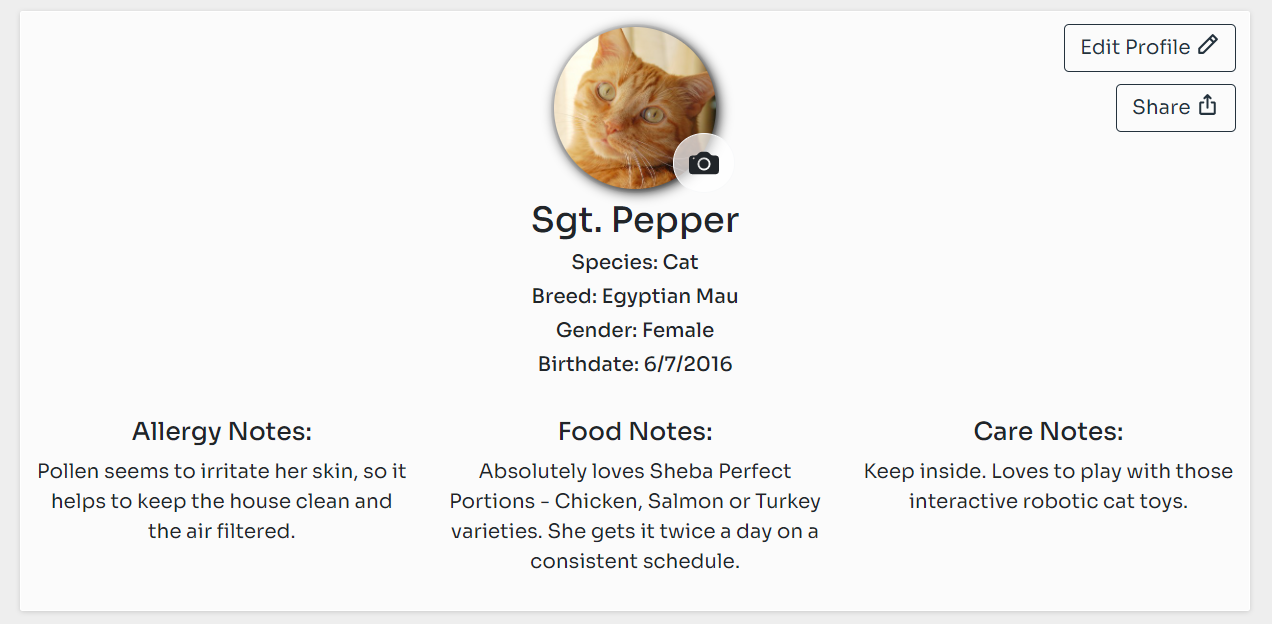 Edit Profile
Share
Sgt. Pepper
Species: Cat
Breed: Egyptian Mau
Gender: Female
Birthdate: 6/7/2016
Allergy Notes:
Pollen seems to irritate her skin, so it
helps to keep the house clean and
the air filtered.
Food Notes:
Absolutely loves Sheba Perfect
Portions - Chicken, Salmon or Turkey
varieties. She gets it twice a day on a
consistent schedule.
Care Notes:
Keep inside. Loves to play with those
interactive robotic cat toys.